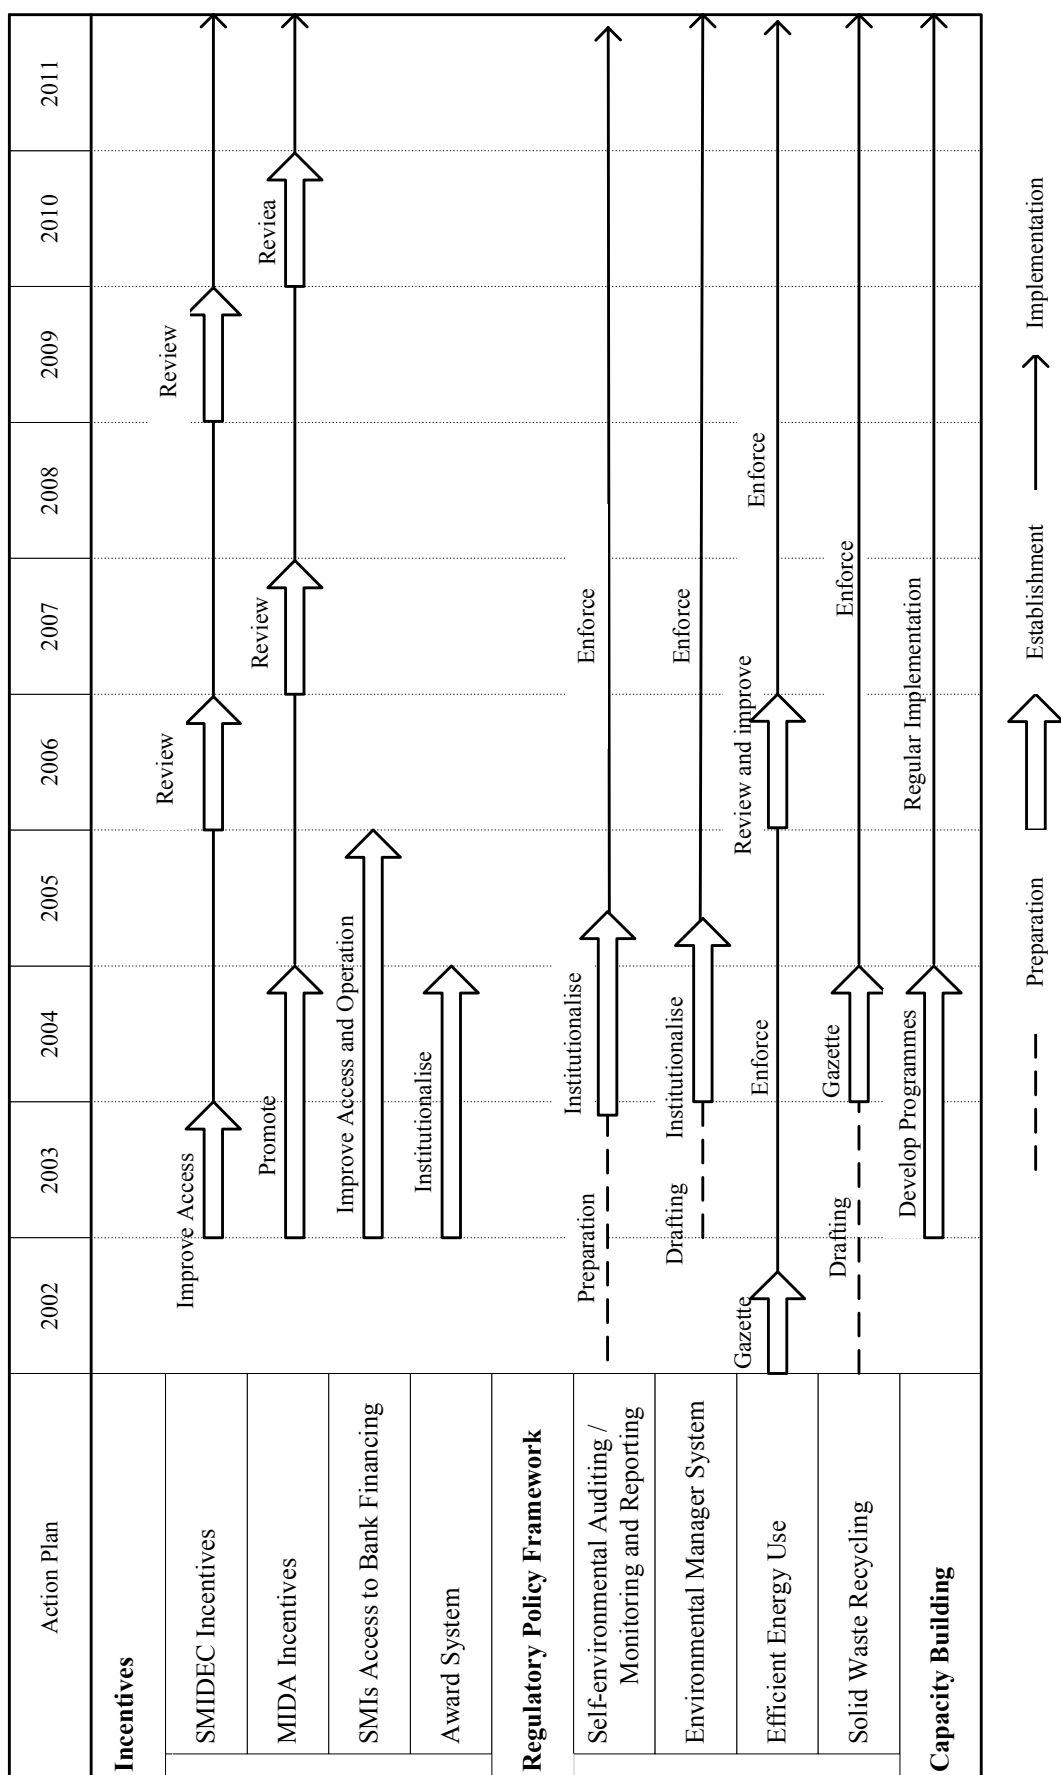 Action Plan
2002
2003
2004
2005
2006
2007
2008
2009
2010
2011
Incentives
SMIDEC Incentives
Improve Access
Review
Review
MIDA Incentives
Promote
Review
Reviea
SMIs Access to Bank Financing
Improve Access and Operation
Award System
Institutionalise
Regulatory Policy Framework
Self-environmental Auditing /
Monitoring and Reporting
Preparation
Institutionalise
Enforce
Environmental Manager System
Drafting
Institutionalise
Enforce
Efficient Energy Use
Gazette
Enforce
Review and improve
Enforce
Solid Waste Recycling
Drafting
Gazette
Enforce
Capacity Building
Develop Programmes
Regular Implementation
Preparation
Establishment
Implementation